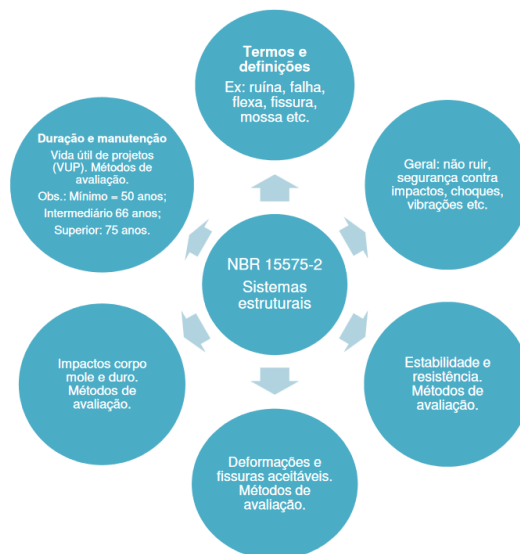 Termos e
definições
Ex: ruína, falha,
flexa, fissura,
mossa etc.
Duração e manutenção
Vida útil de projetos
(VUP). Métodos de
avaliação.
Obs.: Mínimo = 50 anos;
Intermediário 66 anos;
Superior: 75 anos.
Geral: não ruir,
segurança contra
impactos, choques,
vibrações etc.
NBR 15575-2
Sistemas
estruturais
Impactos corpo
mole e duro.
Métodos de
avaliação.
Estabilidade e
resistência.
Métodos de
avaliação.
Deformações e
fissuras aceitáveis.
Métodos de
avaliação.